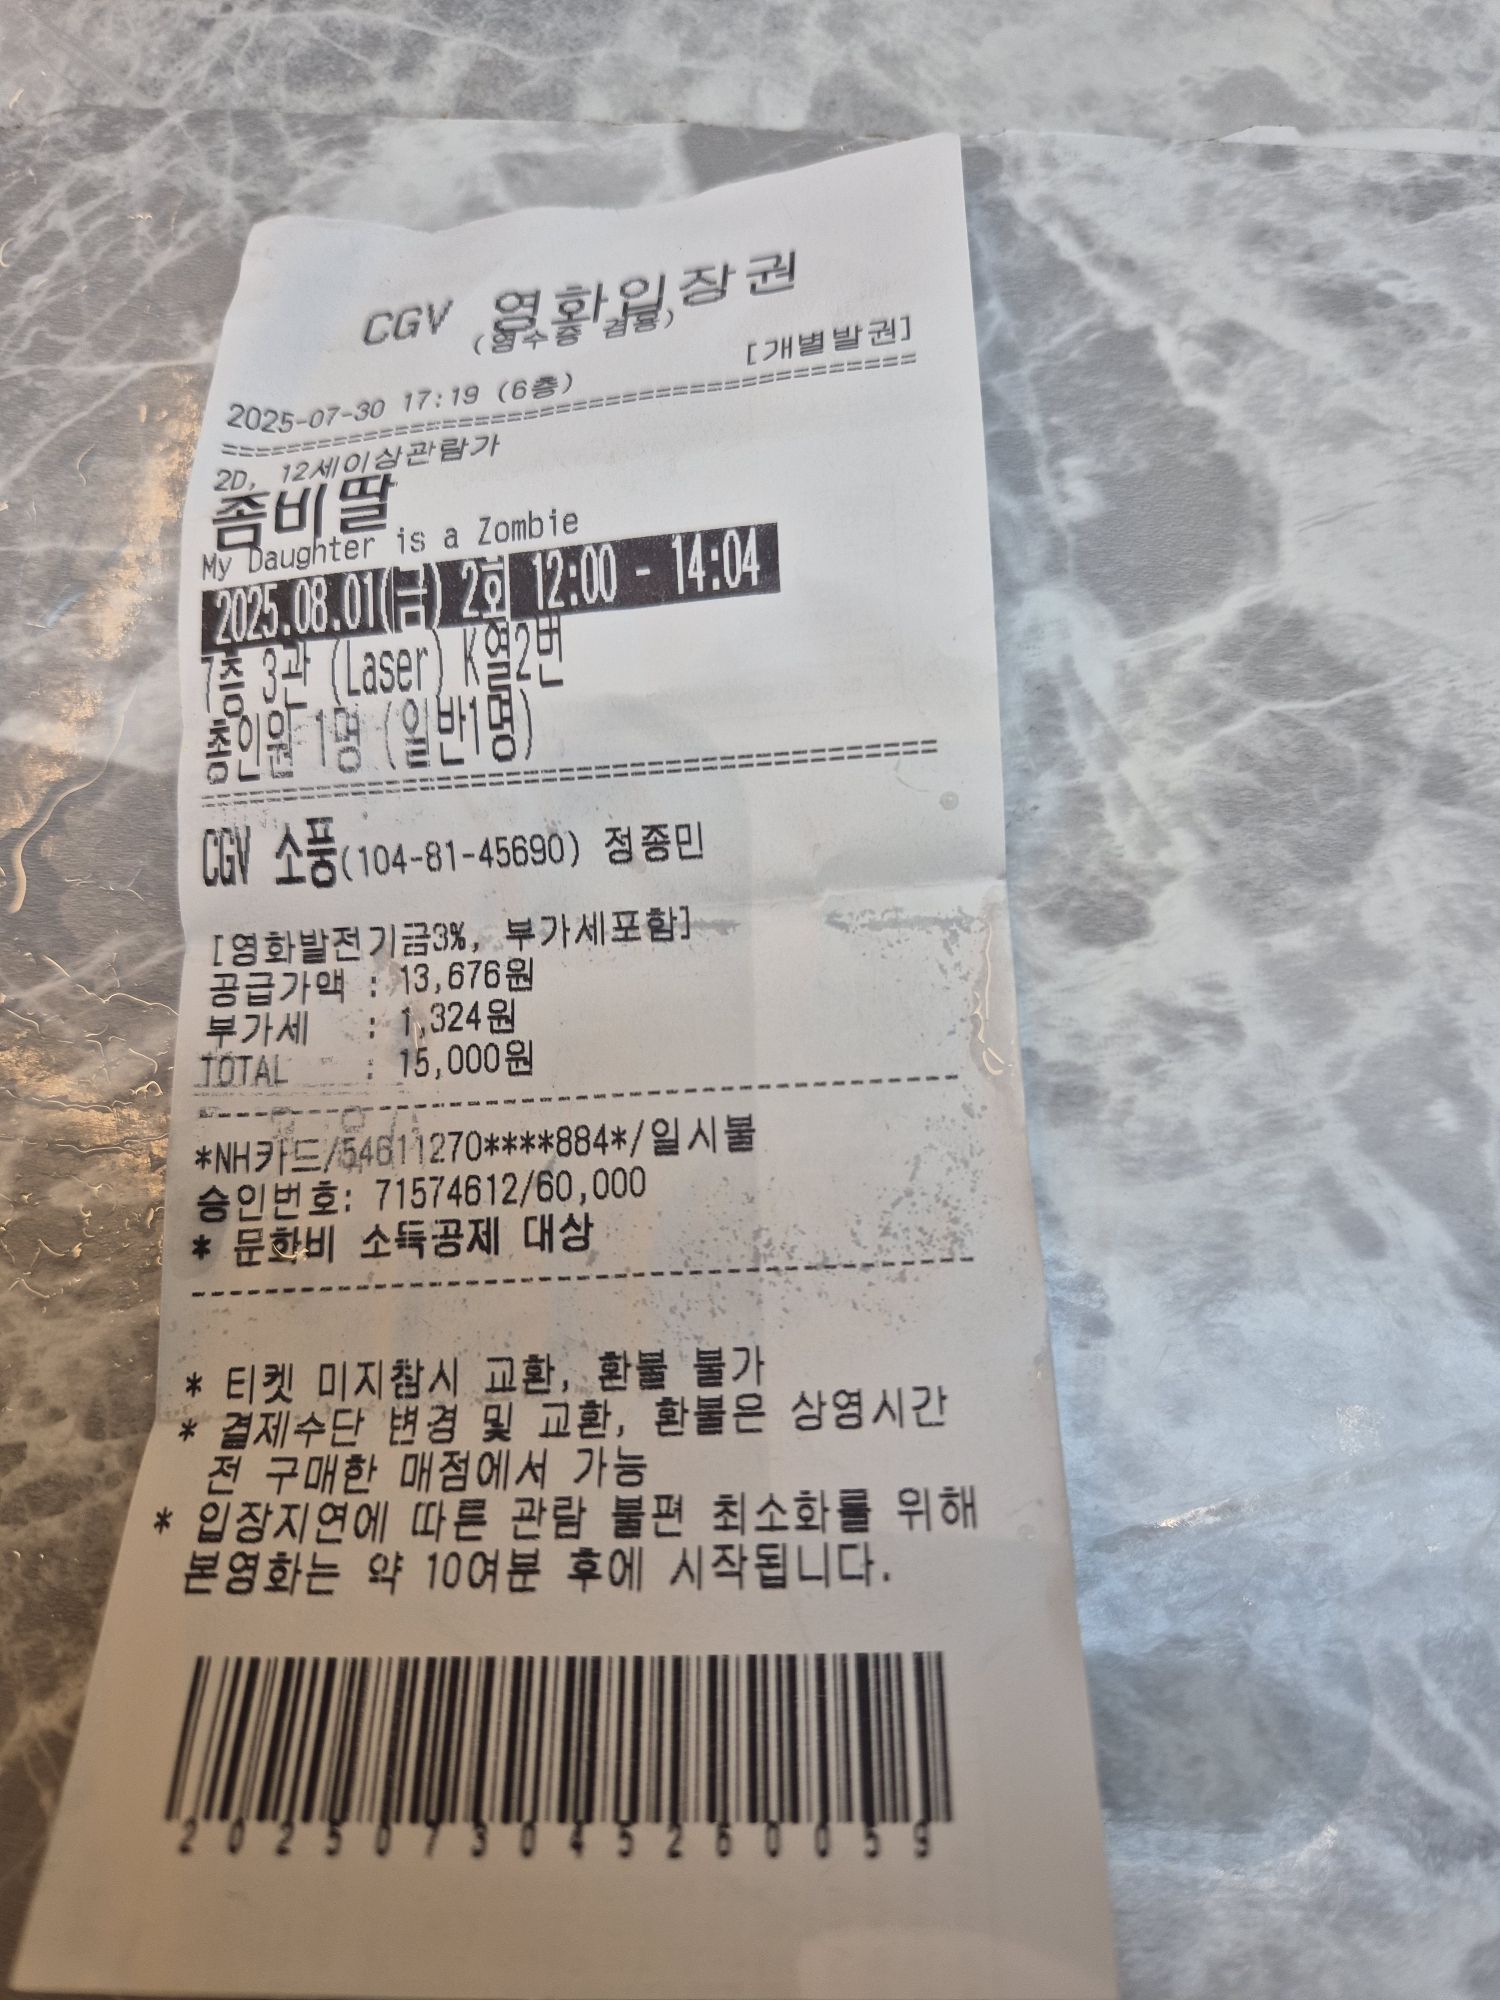 CGV 영화입장권
(영수증 겸용)
[개별발권]
2025-07-30 17:19 (6층)
================================================
2D, 12세이상관람가
좀비딸
My Daughter is a Zombie
2025.08.01(금) 2회 12:00 - 14:04
7층 3관 (Laser) K열2번
총인원 1명 (일반1명)
================================================
CGV 소풍(104-81-45690) 정종민
[영화발전기금3%, 부가세포함]
공급가액 : 13,676원
부가세 : 1,324원
TOTAL : 15,000원
------------------------------------------------
*NH카드/54611270****884*/일시불
승인번호: 71574612/60,000
* 문화비 소득공제 대상
------------------------------------------------
* 티켓 미지참시 교환, 환불 불가
* 결제수단 변경 및 교환, 환불은 상영시간
전 구매한 매점에서 가능
* 입장지연에 따른 관람 불편 최소화를 위해
본영화는 약 10여분 후에 시작됩니다.
2025073045260059